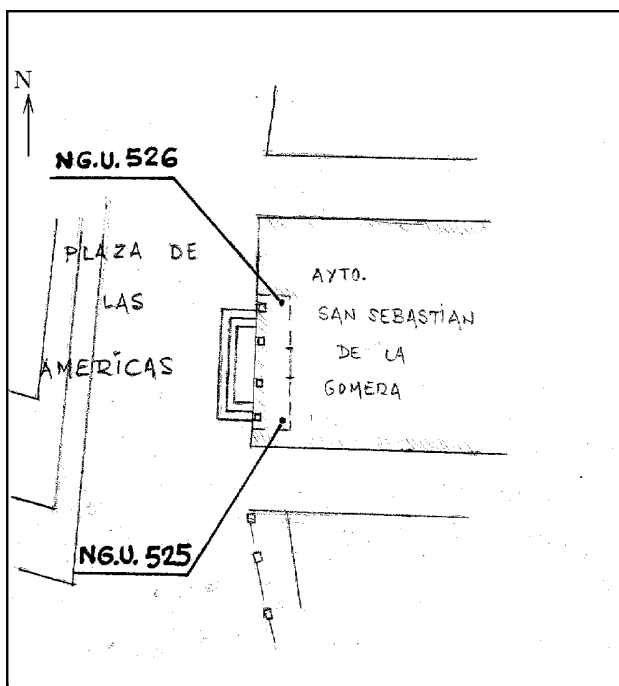 N
NG.U. 526
PLAZA DE
LAS
AMERICAS
AYTO.
SAN SEBASTIAN
DE LA
GOMERA
NG.U. 525